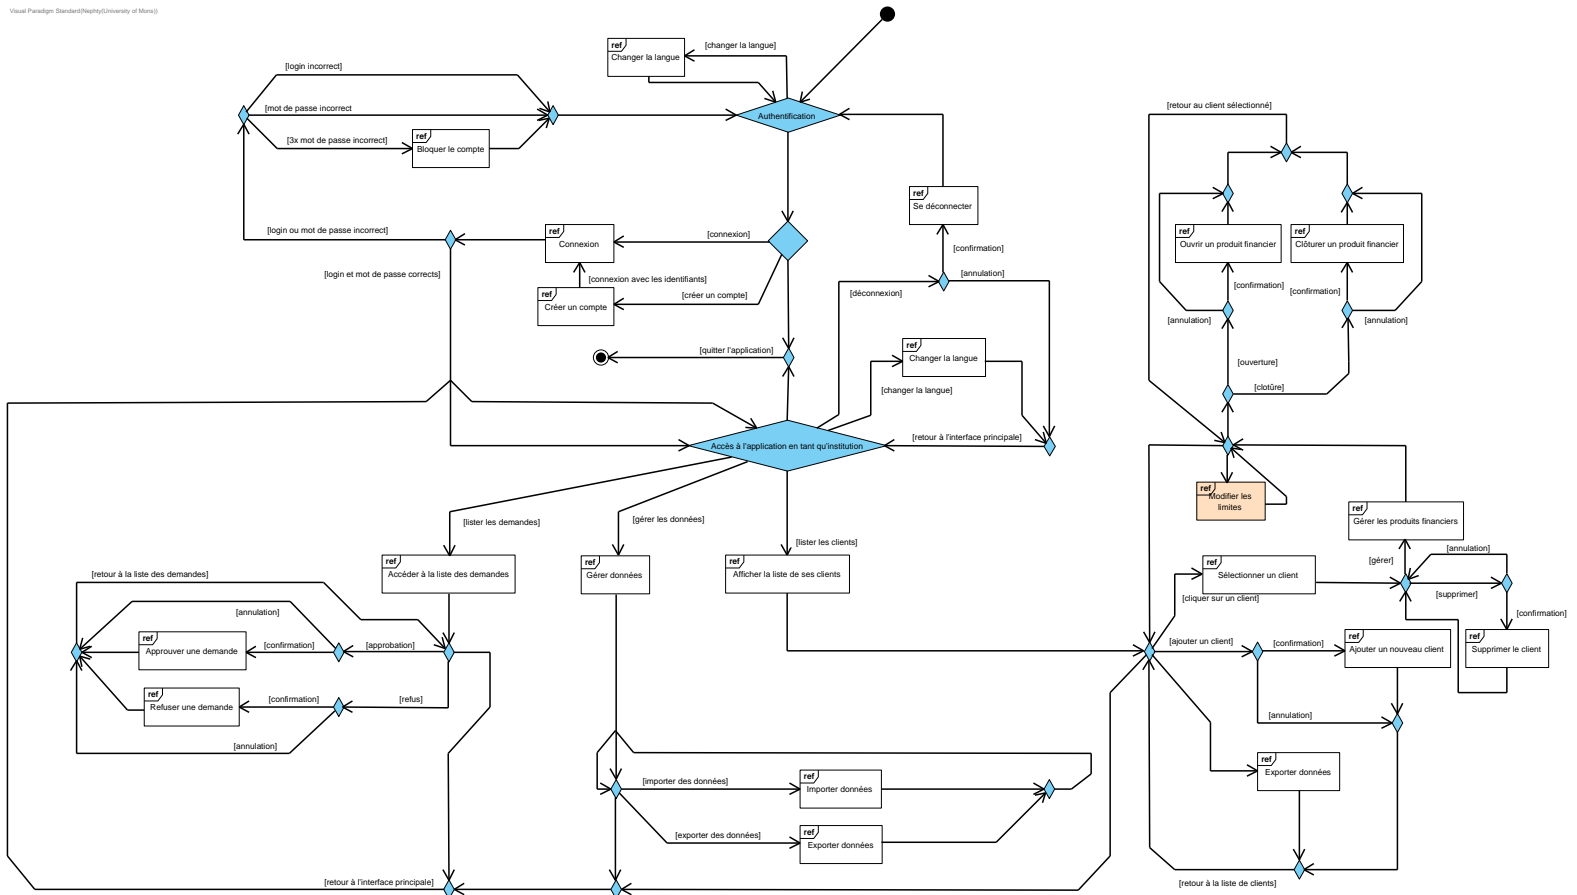 Visual Paradigm Standard(Nephty(University of Mons))
ref
Changer la langue
[changer la langue]
[login incorrect]
[mot de passe incorrect
[3x mot de passe incorrect]
ref
Bloquer le compte
Authentification
[retour au client sélectionné]
ref
Se déconnecter
[login ou mot de passe incorrect]
ref
Connexion
[connexion]
[confirmation]
ref
Ouvrir un produit financier
ref
Clôturer un produit financier
[login et mot de passe corrects]
[connexion avec les identifiants]
ref
Créer un compte
[créer un compte]
[déconnexion]
[annulation]
[confirmation]
[confirmation]
[annulation]
[annulation]
[quitter l'application]
ref
Changer la langue
[changer la langue]
[ouverture]
[clotûre]
Accès à l'application en tant qu'institution
[retour à l'interface principale]
ref
Modifier les
limites
ref
Gérer les produits financiers
[lister les demandes]
[gérer les données]
[lister les clients]
ref
Accéder à la liste des demandes
ref
Gérer données
ref
Afficher la liste de ses clients
ref
Sélectionner un client
[cliquer sur un client]
[gérer]
[annulation]
[supprimer]
[confirmation]
[retour à la liste des demandes]
[annulation]
ref
Approuver une demande
[confirmation]
[approbation]
ref
Refuser une demande
[confirmation]
[refus]
[annulation]
[ajouter un client]
[confirmation]
ref
Ajouter un nouveau client
ref
Supprimer le client
[annulation]
ref
Exporter données
[importer des données]
ref
Importer données
[exporter des données]
ref
Exporter données
[retour à l'interface principale]
[retour à la liste de clients]